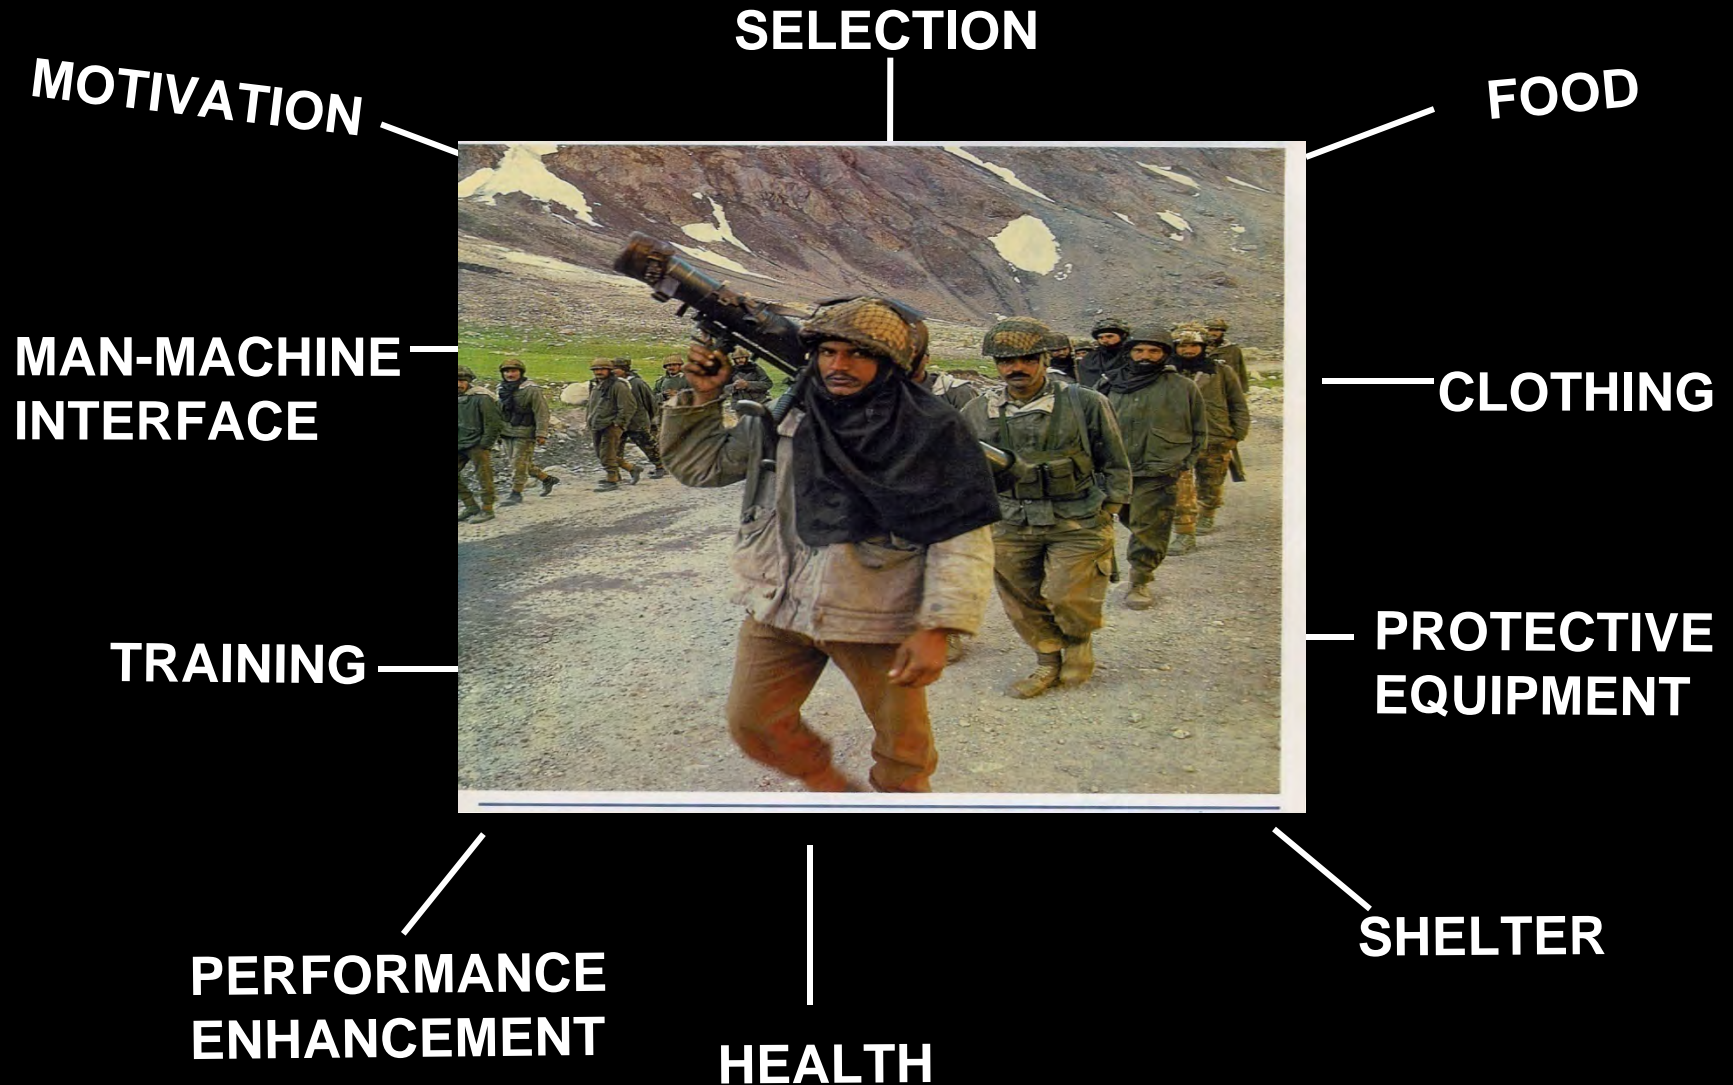 SELECTION
MOTIVATION
FOOD
MAN-MACHINE
INTERFACE
CLOTHING
TRAINING
PROTECTIVE
EQUIPMENT
SHELTER
PERFORMANCE
ENHANCEMENT
HEALTH